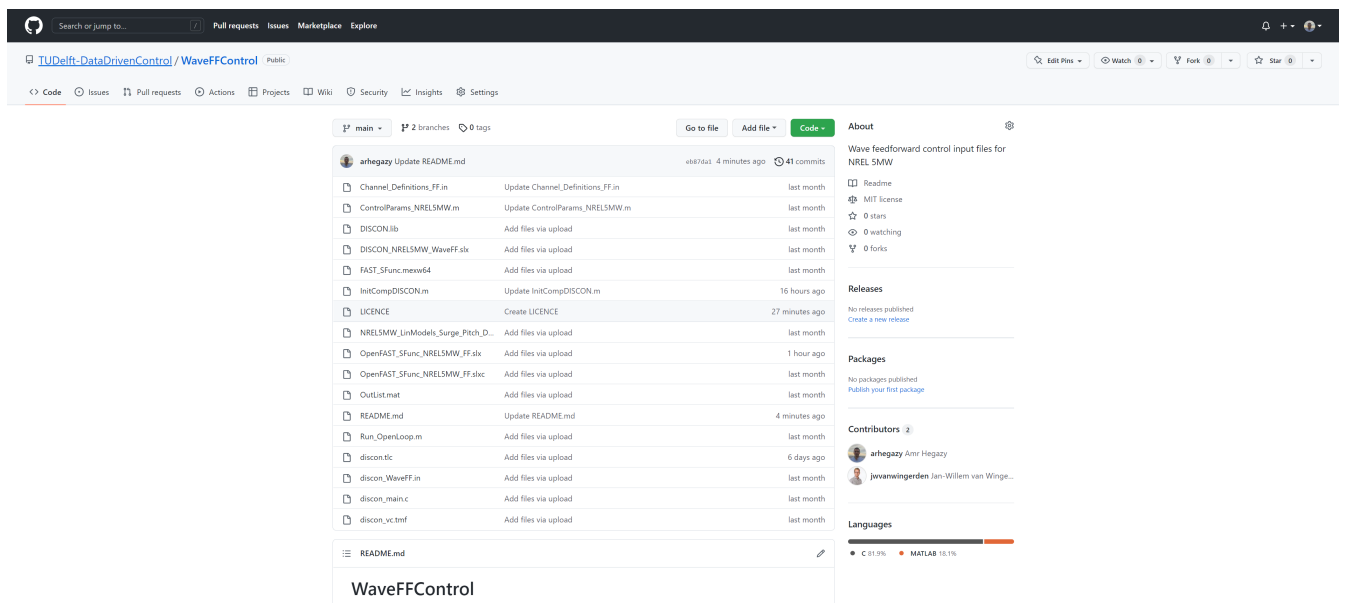 Search or jump to... / Pull requests Issues Marketplace Explore
TUDelft-DataDrivenControl / WaveFFControl Public
Edit Pins Watch 0 Fork 0 Star 0
<> Code Issues Pull requests Actions Projects Wiki Security Insights Settings
main 2 branches 0 tags Go to file Add file Code
arhegazy Update README.md eb87da1 4 minutes ago 41 commits
Channel_Definitions_FF.in Update Channel_Definitions_FF.in last month
ControlParams_NREL5MW.m Update ControlParams_NREL5MW.m last month
DISCON.lib Add files via upload last month
DISCON_NREL5MW_WaveFF.slx Add files via upload last month
FAST_SFunc.mexw64 Add files via upload last month
InitCompDISCON.m Update InitCompDISCON.m 16 hours ago
LICENCE Create LICENCE 27 minutes ago
NREL5MW_LinModels_Surge_Pitch_D... Add files via upload last month
OpenFAST_SFunc_NREL5MW_FF.slx Add files via upload 1 hour ago
OpenFAST_SFunc_NREL5MW_FF.slxc Add files via upload last month
OutList.mat Add files via upload last month
README.md Update README.md 4 minutes ago
Run_OpenLoop.m Add files via upload last month
discon.tlc Add files via upload 6 days ago
discon_WaveFF.in Add files via upload last month
discon_main.c Add files via upload last month
discon_vc.tmf Add files via upload last month
README.md
WaveFFControl
About
Wave feedforward control input files for
NREL 5MW
Readme
MIT license
0 stars
0 watching
0 forks
Releases
No releases published
Create a new release
Packages
No packages published
Publish your first package
Contributors 2
arhegazy Amr Hegazy
jwvanwingerden Jan-Willem van Winge...
Languages
C 81.9% MATLAB 18.1%